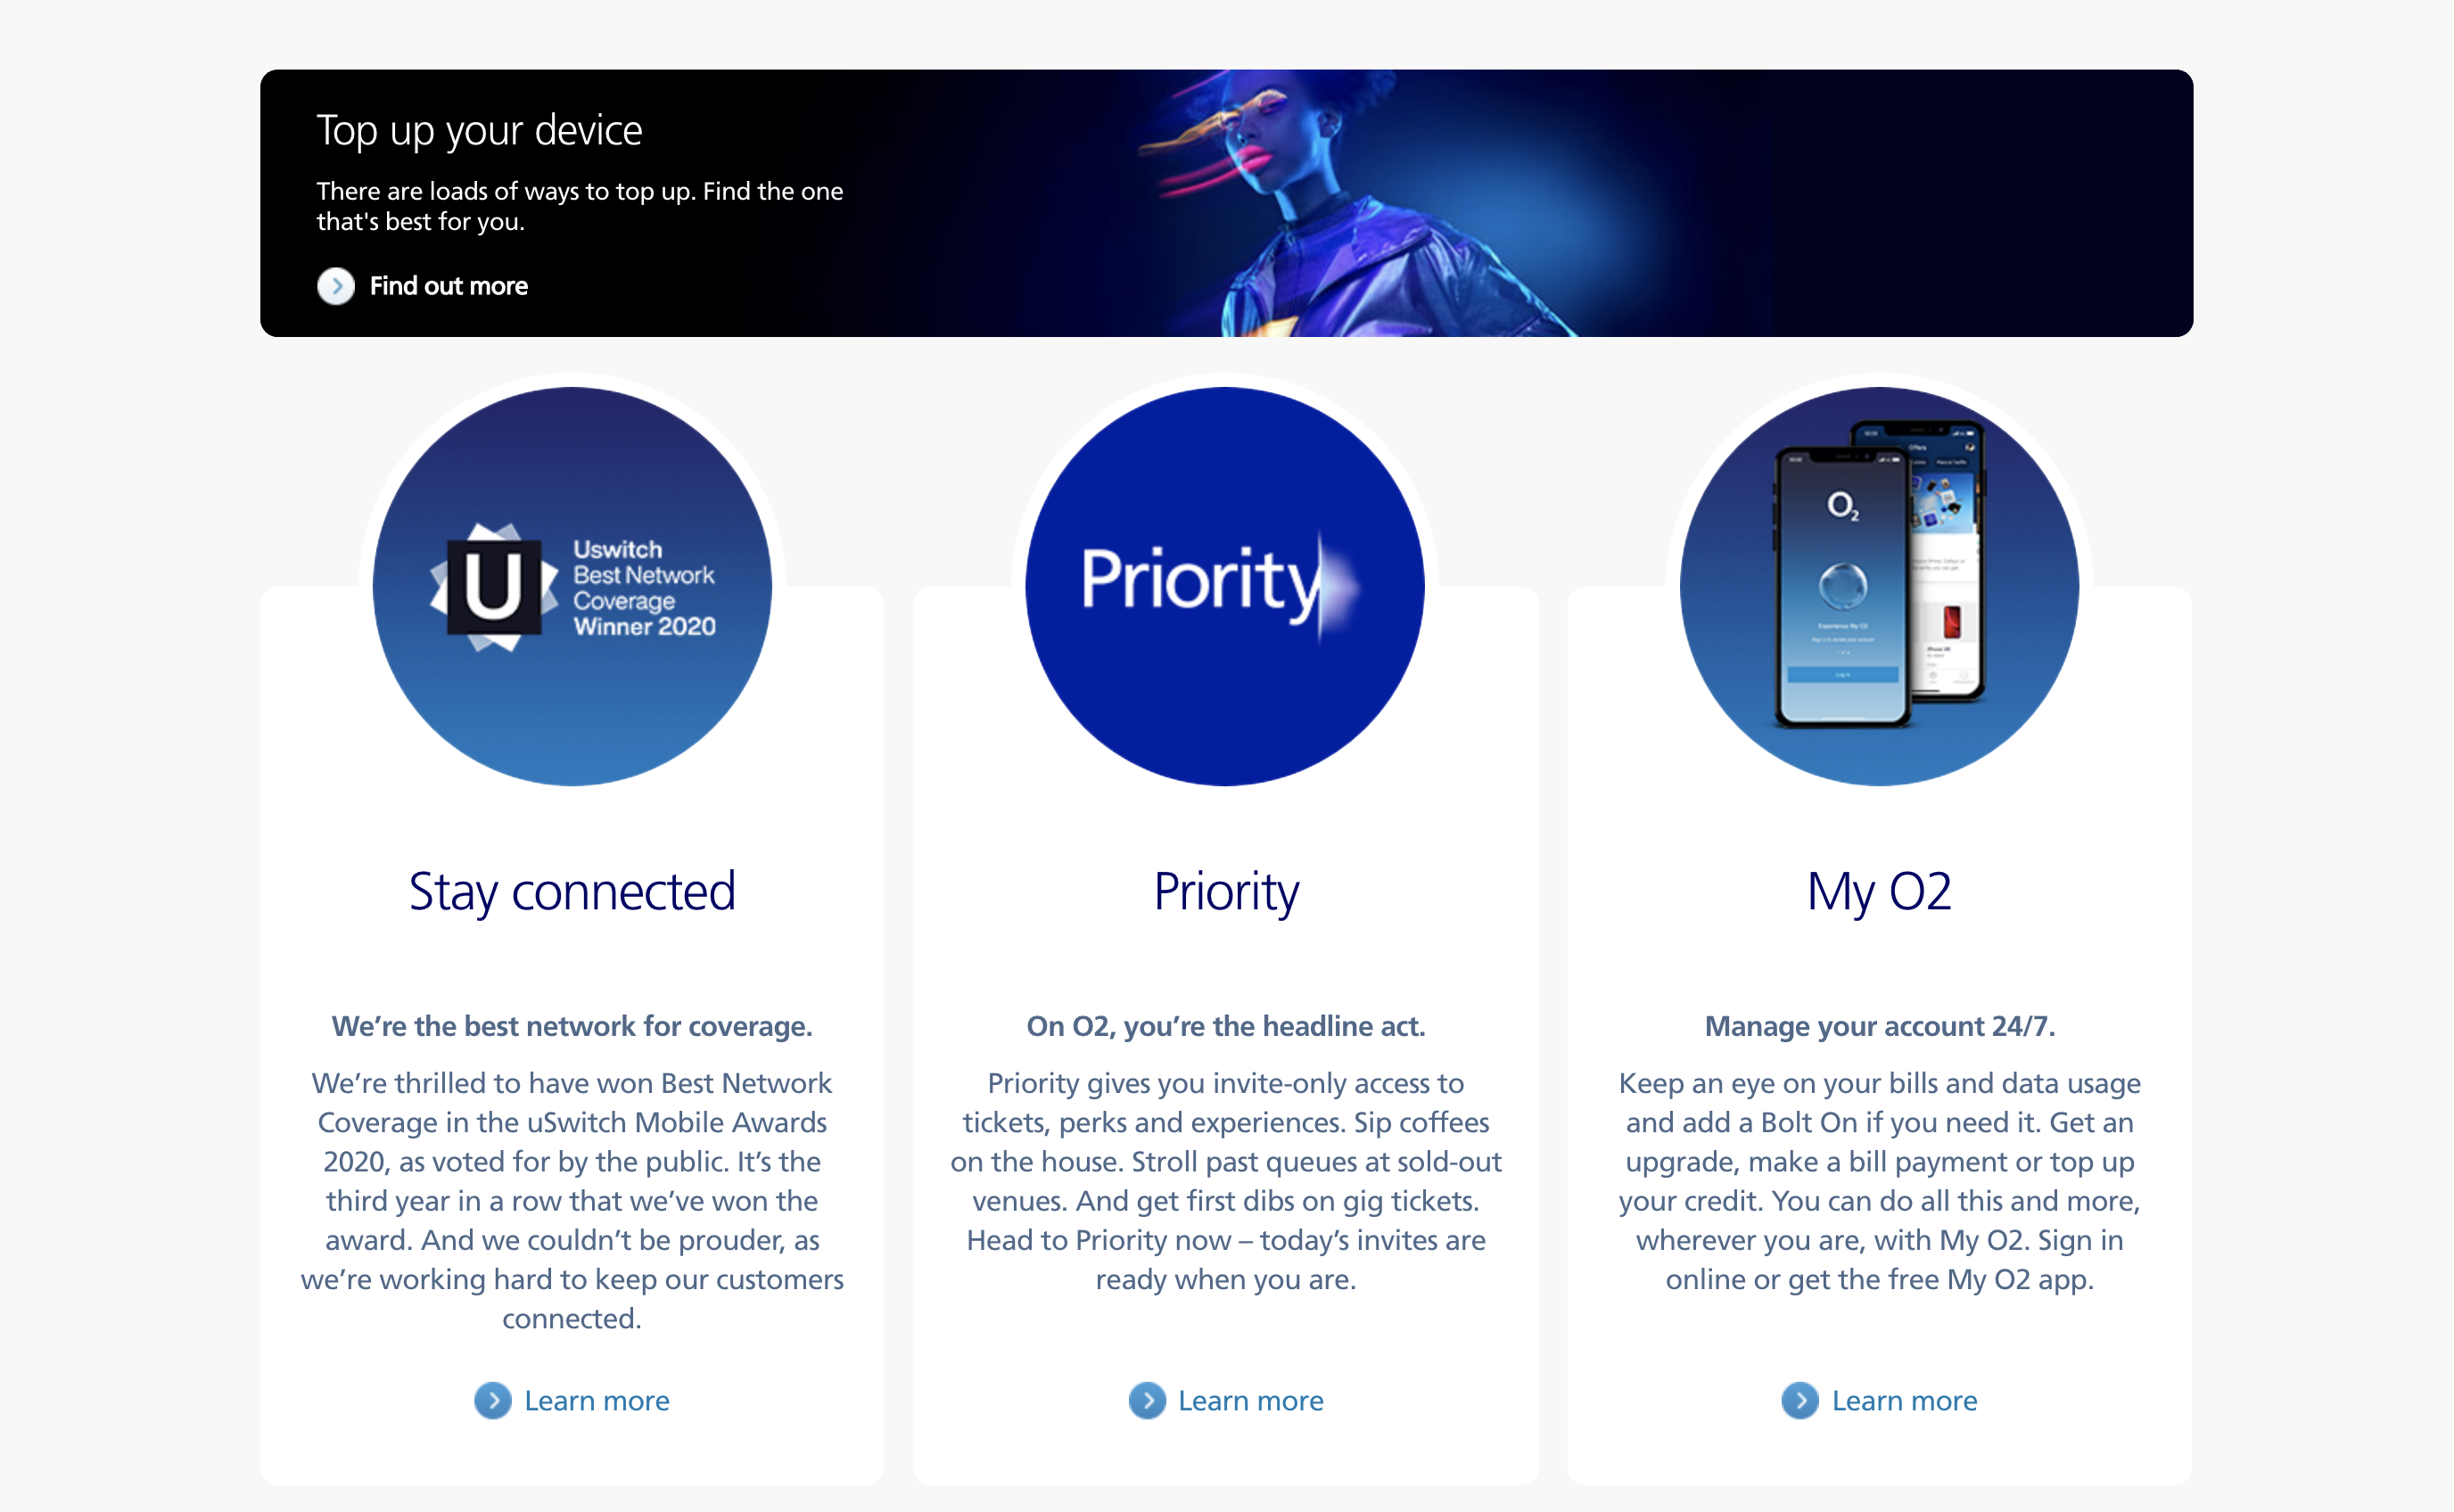 Top up your device
There are loads of ways to top up. Find the one
that's best for you.
Find out more
U
Uswitch
Best Network
Coverage
Winner 2020
Priority
O2
Experience My O2
Log in
Offers
Stay connected
We’re the best network for coverage.
We’re thrilled to have won Best Network
Coverage in the uSwitch Mobile Awards
2020, as voted for by the public. It’s the
third year in a row that we’ve won the
award. And we couldn’t be prouder, as
we’re working hard to keep our customers
connected.
Learn more
Priority
On O2, you’re the headline act.
Priority gives you invite-only access to
tickets, perks and experiences. Sip coffees
on the house. Stroll past queues at sold-out
venues. And get first dibs on gig tickets.
Head to Priority now – today’s invites are
ready when you are.
Learn more
My O2
Manage your account 24/7.
Keep an eye on your bills and data usage
and add a Bolt On if you need it. Get an
upgrade, make a bill payment or top up
your credit. You can do all this and more,
wherever you are, with My O2. Sign in
online or get the free My O2 app.
Learn more